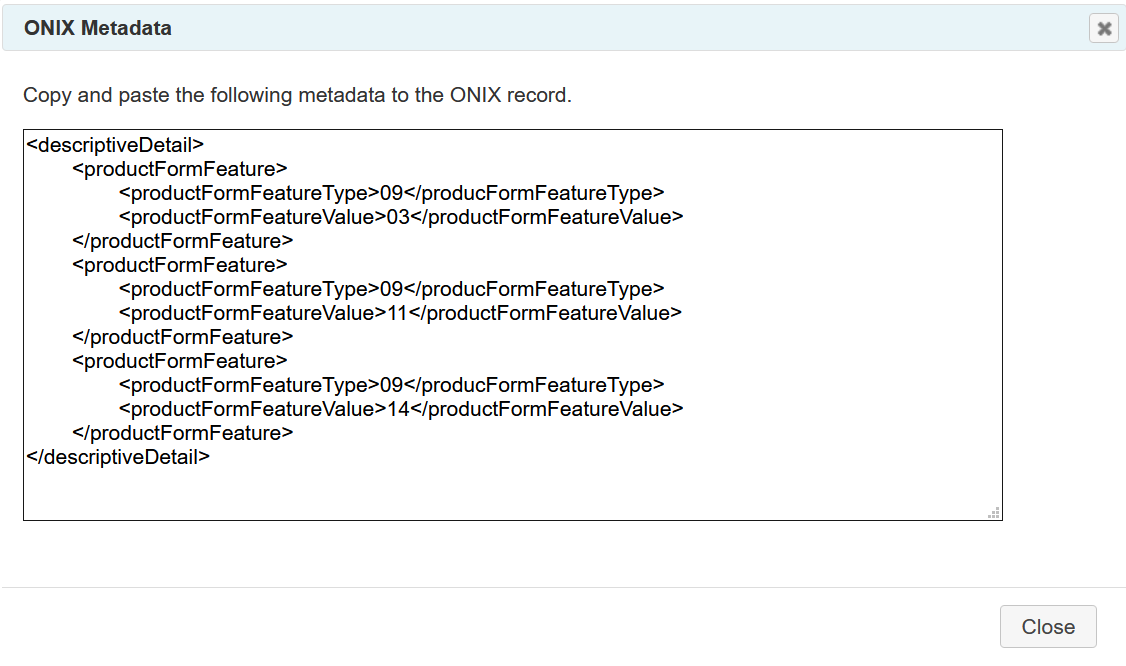 ONIX Metadata
Copy and paste the following metadata to the ONIX record.
<descriptiveDetail>
<productFormFeature>
<productFormFeatureType>09</producFormFeatureType>
<productFormFeatureValue>03</productFormFeatureValue>
</productFormFeature>
<productFormFeature>
<productFormFeatureType>09</producFormFeatureType>
<productFormFeatureValue>11</productFormFeatureValue>
</productFormFeature>
<productFormFeature>
<productFormFeatureType>09</producFormFeatureType>
<productFormFeatureValue>14</productFormFeatureValue>
</productFormFeature>
</descriptiveDetail>
Close